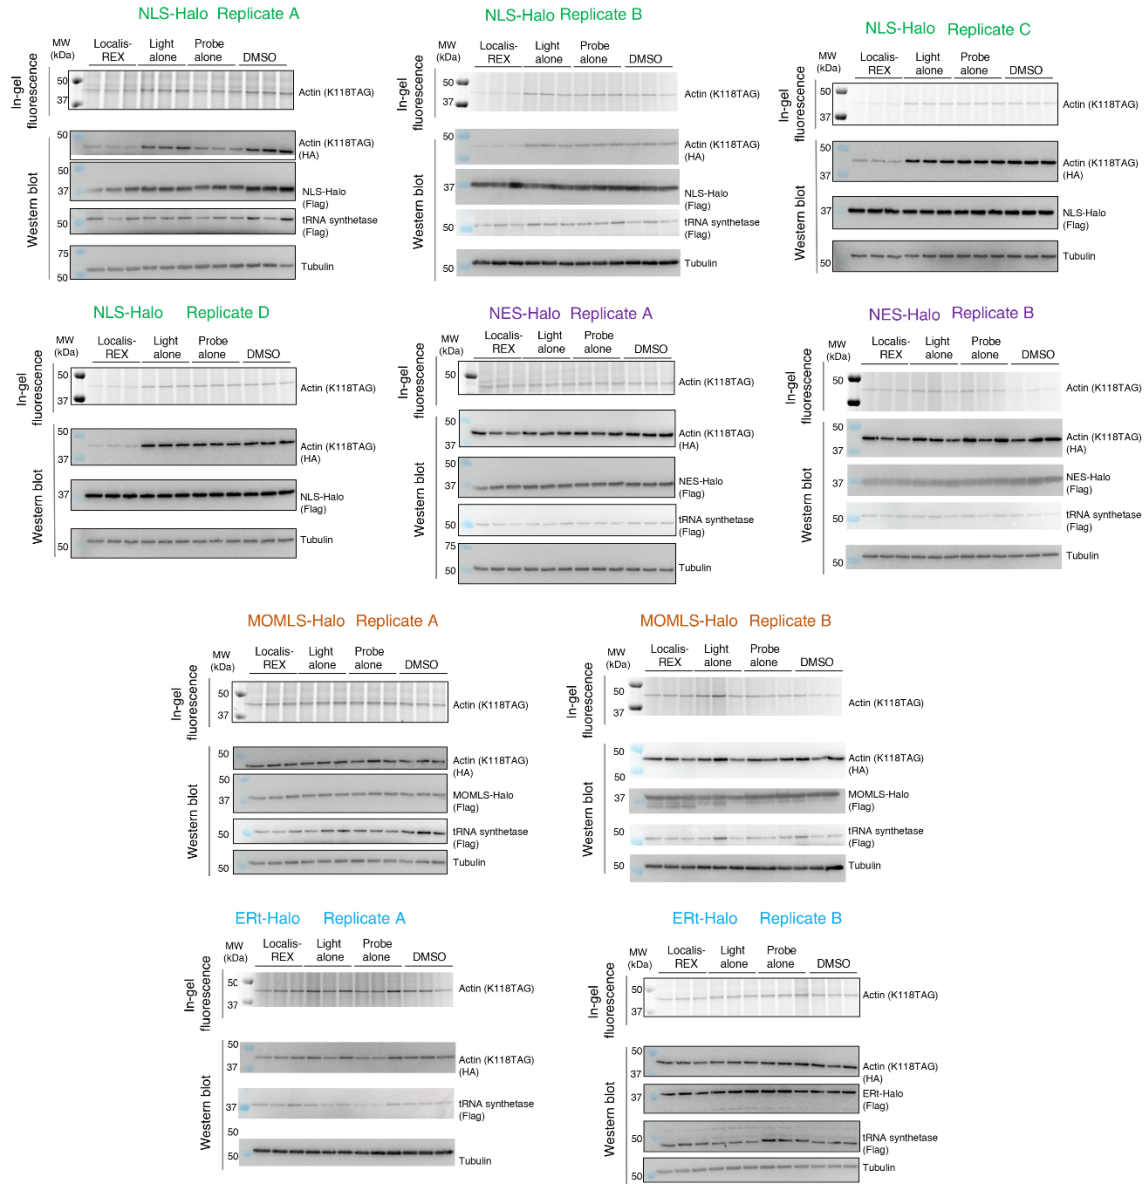 NLS-Halo Replicate A
MW
(kDa)
Localis-
REX
Light
alone
Probe
alone
DMSO
In-gel
fluorescence
50
37
Actin (K118TAG)
Western blot
50
37
Actin (K118TAG)
(HA)
50
37
NLS-Halo
(Flag)
50
tRNA synthetase
(Flag)
75
50
Tubulin
NLS-Halo Replicate B
MW
(kDa)
Localis-
REX
Light
alone
Probe
alone
DMSO
In-gel
fluorescence
50
37
Actin (K118TAG)
Western blot
50
37
Actin (K118TAG)
(HA)
37
NLS-Halo
(Flag)
50
tRNA synthetase
(Flag)
50
Tubulin
NLS-Halo Replicate C
MW
(kDa)
Localis-
REX
Light
alone
Probe
alone
DMSO
In-gel
fluorescence
50
37
Actin (K118TAG)
Western blot
50
37
Actin (K118TAG)
(HA)
37
NLS-Halo
(Flag)
50
Tubulin
NLS-Halo Replicate D
MW
(kDa)
Localis-
REX
Light
alone
Probe
alone
DMSO
In-gel
fluorescence
50
37
Actin (K118TAG)
Western blot
50
37
Actin (K118TAG)
(HA)
37
NLS-Halo
(Flag)
50
Tubulin
NES-Halo Replicate A
MW
(kDa)
Localis-
REX
Light
alone
Probe
alone
DMSO
In-gel
fluorescence
50
Actin (K118TAG)
Western blot
50
37
Actin (K118TAG)
(HA)
50
37
NES-Halo
(Flag)
50
tRNA synthetase
(Flag)
75
50
Tubulin
NES-Halo Replicate B
MW
(kDa)
Localis-
REX
Light
alone
Probe
alone
DMSO
In-gel
fluorescence
50
37
Actin (K118TAG)
Western blot
50
37
Actin (K118TAG)
(HA)
37
NES-Halo
(Flag)
50
tRNA synthetase
(Flag)
50
Tubulin
MOMLS-Halo Replicate A
MW
(kDa)
Localis-
REX
Light
alone
Probe
alone
DMSO
In-gel
fluorescence
50
37
Actin (K118TAG)
Western blot
50
37
Actin (K118TAG)
(HA)
50
37
MOMLS-Halo
(Flag)
50
tRNA synthetase
(Flag)
50
Tubulin
MOMLS-Halo Replicate B
MW
(kDa)
Localis-
REX
Light
alone
Probe
alone
DMSO
In-gel
fluorescence
50
37
Actin (K118TAG)
Western blot
50
50
Actin (K118TAG)
(HA)
37
MOMLS-Halo
(Flag)
50
tRNA synthetase
(Flag)
50
Tubulin
ERt-Halo Replicate A
MW
(kDa)
Localis-
REX
Light
alone
Probe
alone
DMSO
In-gel
fluorescence
50
37
Actin (K118TAG)
Western blot
50
37
Actin (K118TAG)
(HA)
37
tRNA synthetase
(Flag)
50
50
Tubulin
ERt-Halo Replicate B
MW
(kDa)
Localis-
REX
Light
alone
Probe
alone
DMSO
In-gel
fluorescence
50
37
Actin (K118TAG)
Western blot
50
37
Actin (K118TAG)
(HA)
37
ERt-Halo
(Flag)
50
tRNA synthetase
(Flag)
50
Tubulin